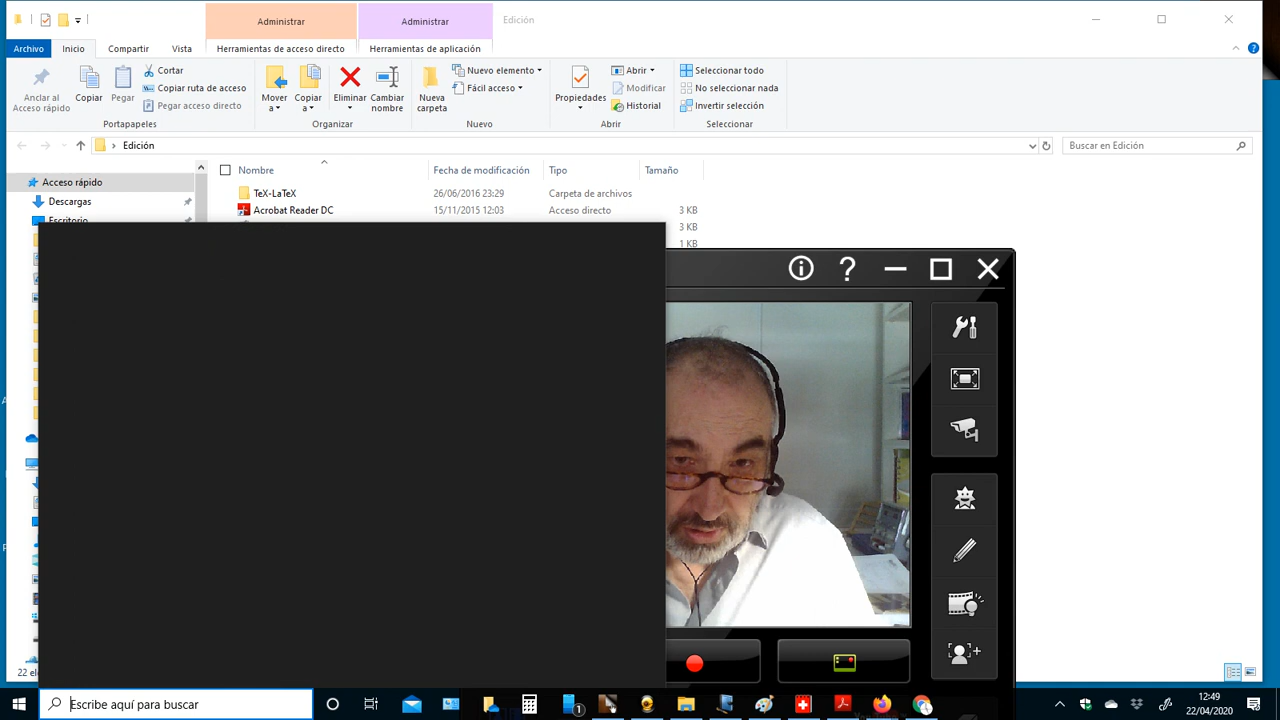 Administrar
Administrar
Edición
Archivo
Inicio
Compartir
Vista
Herramientas de acceso directo
Herramientas de aplicación
Anclar al
Acceso rápido
Copiar
Pegar
Cortar
Copiar ruta de acceso
Pegar acceso directo
Portapapeles
Mover
a
Copiar
a
Eliminar
Cambiar
nombre
Organizar
Nueva
carpeta
Nuevo elemento
Fácil acceso
Nuevo
Propiedades
Abrir
Modificar
Historial
Abrir
Seleccionar todo
No seleccionar nada
Invertir selección
Seleccionar
Edición
Buscar en Edición
Nombre
Fecha de modificación
Tipo
Tamaño
Acceso rápido
Descargas
Escritorio
TeX-LaTeX
26/06/2016 23:29
Carpeta de archivos
Acrobat Reader DC
15/11/2015 12:03
Acceso directo
3 KB
3 KB
1 KB
?
Escribe aquí para buscar
1
12:49
22/04/2020